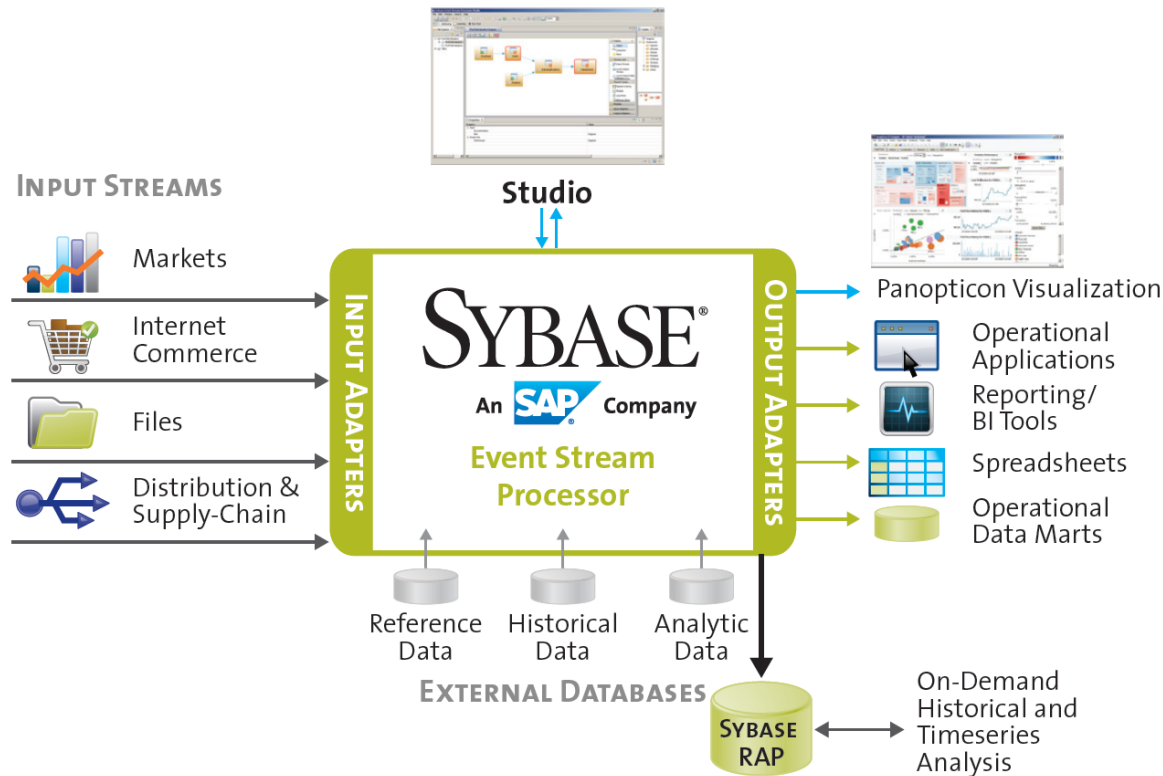 INPUT STREAMS
Markets
Internet
Commerce
Files
Distribution &
Supply-Chain
Studio
INPUT ADAPTERS
SYBASE®
An SAP® Company
Event Stream
Processor
OUTPUT ADAPTERS
Panopticon Visualization
Operational
Applications
Reporting/
BI Tools
Spreadsheets
Operational
Data Marts
Reference
Data
Historical
Data
Analytic
Data
EXTERNAL DATABASES
SYBASE
RAP
On-Demand
Historical and
Timeseries
Analysis